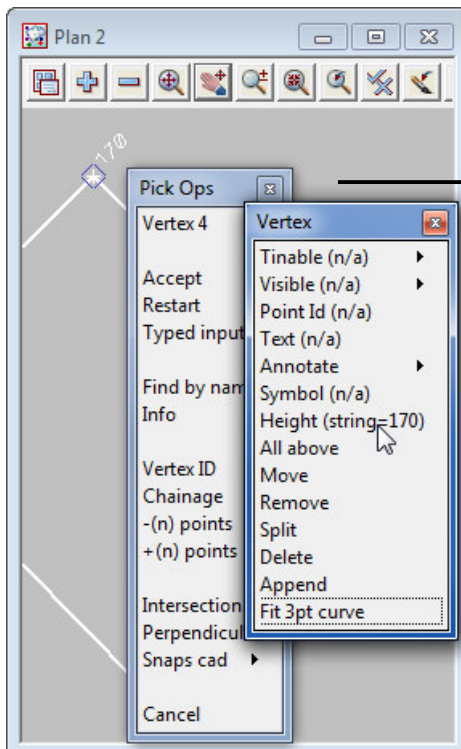 Plan 2
170
Pick Ops
Vertex 4
Accept
Restart
Typed input
Find by nam
Info
Vertex ID
Chainage
-(n) points
+(n) points
Intersection
Perpendicul
Snaps cad
Cancel
Vertex
Tinable (n/a)
Visible (n/a)
Point Id (n/a)
Text (n/a)
Annotate
Symbol (n/a)
Height (string=170)
All above
Move
Remove
Split
Delete
Append
Fit 3pt curve